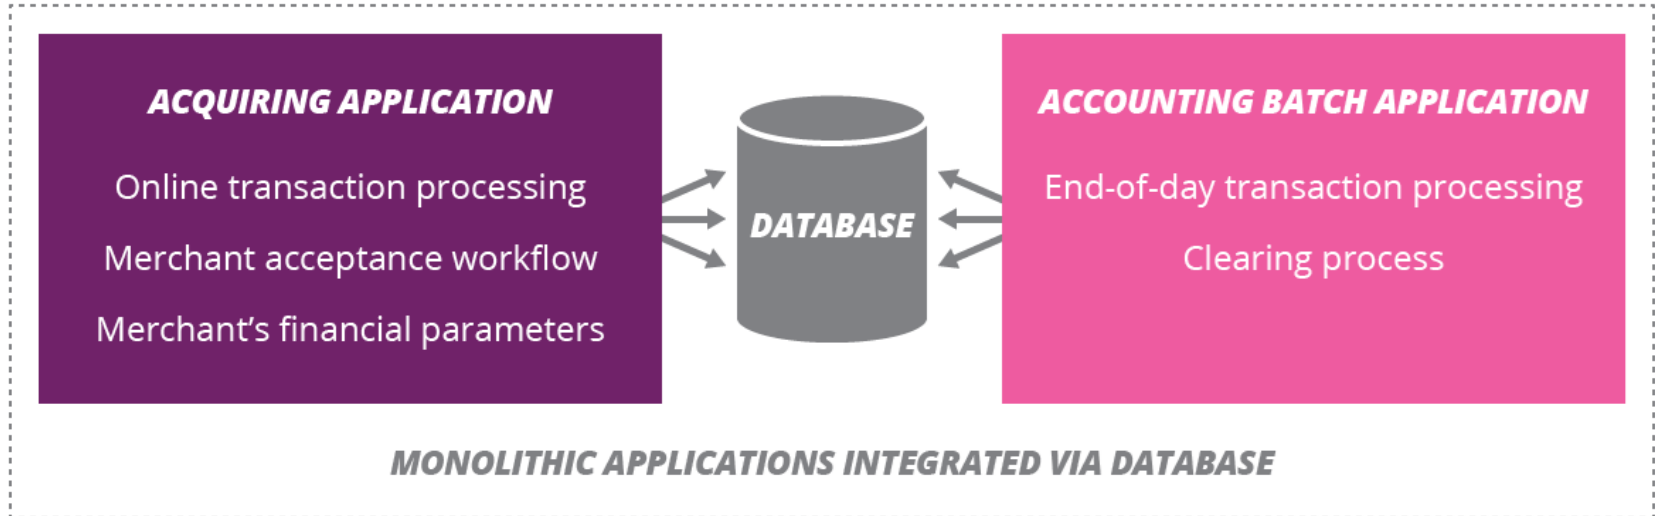 ACQUIRING APPLICATION
Online transaction processing
Merchant acceptance workflow
Merchant’s financial parameters
DATABASE
ACCOUNTING BATCH APPLICATION
End-of-day transaction processing
Clearing process
MONOLITHIC APPLICATIONS INTEGRATED VIA DATABASE